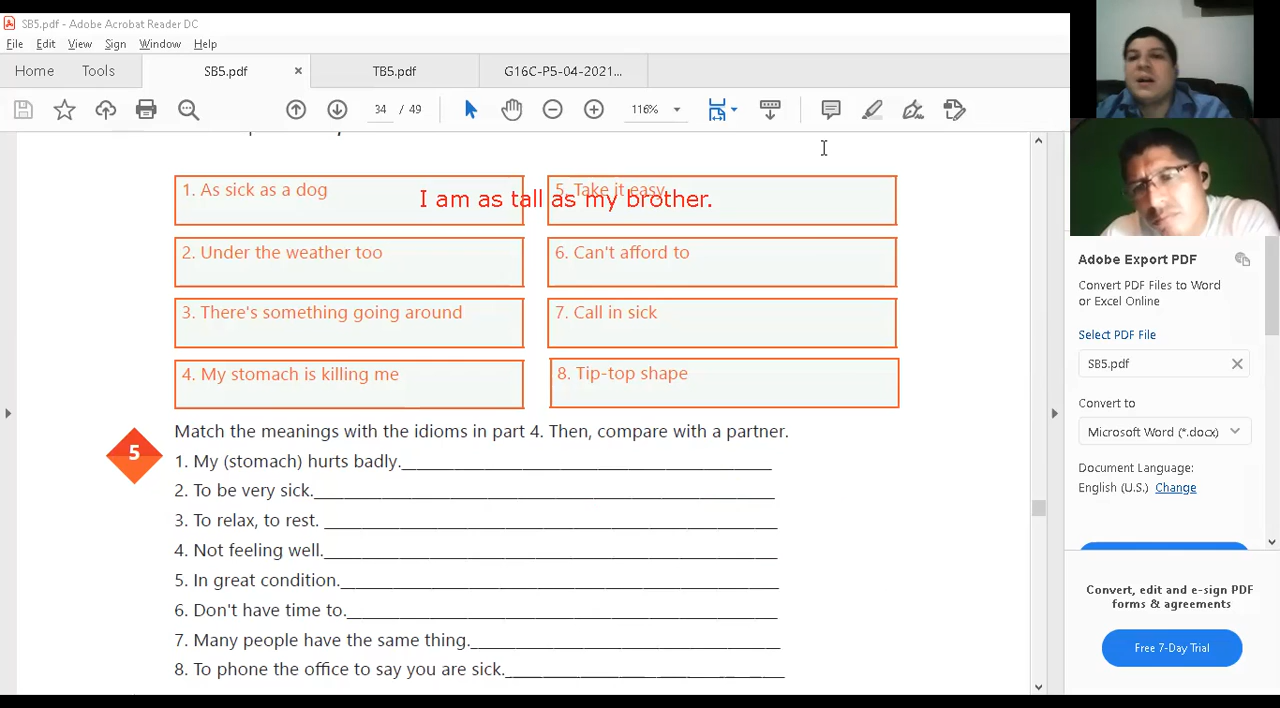 SB5.pdf - Adobe Acrobat Reader DC
File Edit View Sign Window Help
Home Tools SB5.pdf × TB5.pdf G16C-P5-04-2021...
34 / 49 116%
1. As sick as a dog
5. Take it easy
I am as tall as my brother.
2. Under the weather too
6. Can't afford to
3. There's something going around
7. Call in sick
4. My stomach is killing me
8. Tip-top shape
5
Match the meanings with the idioms in part 4. Then, compare with a partner.
1. My (stomach) hurts badly.
2. To be very sick.
3. To relax, to rest.
4. Not feeling well.
5. In great condition.
6. Don't have time to.
7. Many people have the same thing.
8. To phone the office to say you are sick.
Adobe Export PDF
Convert PDF Files to Word
or Excel Online
Select PDF File
SB5.pdf
Convert to
Microsoft Word (*.docx)
Document Language:
English (U.S.) Change
Convert, edit and e-sign PDF
forms & agreements
Free 7-Day Trial